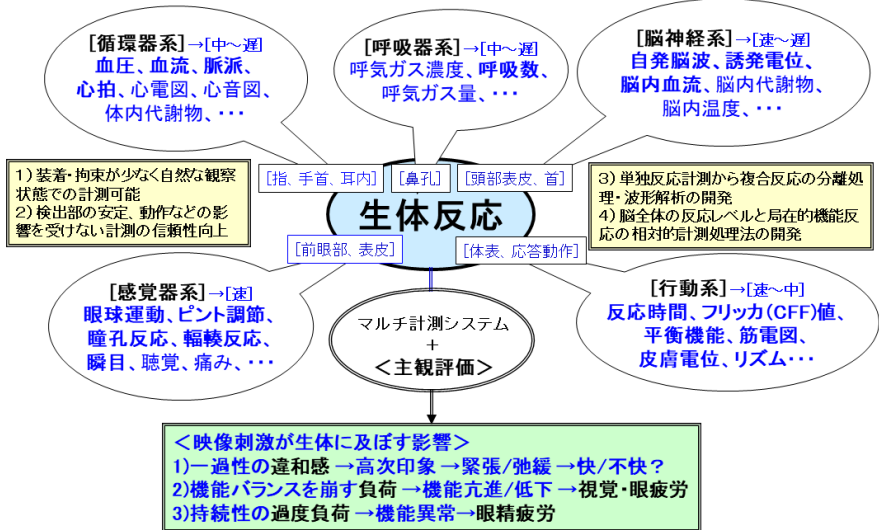 [循環器系]→[中～遅]
血圧、血流、脈派、
心拍、心電図、心音図、
体内代謝物、・・・
[呼吸器系]→[中～遅]
呼気ガス濃度、呼吸数、
呼気ガス量、・・・
[脳神経系]→[速～遅]
自発脳波、誘発電位、
脳内血流、脳内代謝物、
脳内温度、・・・
1）装着・拘束が少なく自然な観察
状態での計測可能
2）検出部の安定、動作などの影
響を受けない計測の信頼性向上
[指、手首、耳内]
[鼻孔]
[頭部表皮、首]
3）単独反応計測から複合反応の分離処
理・波形解析の開発
4）脳全体の反応レベルと局在的機能反
応の相対的計測処理法の開発
生体反応
[前眼部、表皮]
[体表、応答動作]
[感覚器系]→[速]
眼球運動、ピント調節、
瞳孔反応、輻輳反応、
瞬目、聴覚、痛み、・・・
マルチ計測システム
＋
＜主観評価＞
[行動系]→[速～中]
反応時間、フリッカ(CFF)値、
平衡機能、筋電図、
皮膚電位、リズム・・・
＜映像刺激が生体に及ぼす影響＞
1)一過性の違和感→高次印象→緊張/弛緩→快/不快？
2)機能バランスを崩す負荷→機能亢進/低下→視覚・眼疲労
3)持続性の過度負荷→機能異常→眼精疲労